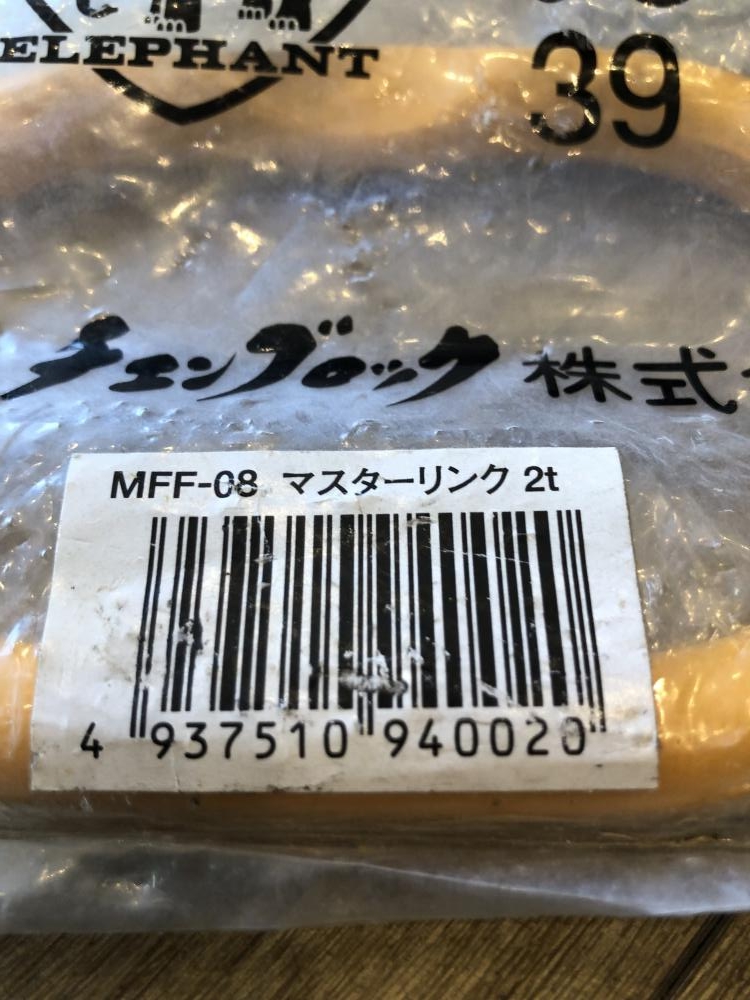 ELEPHANT
39
チェンブロック 株式
MFF-08 マスターリンク 2t
4 937510 940020